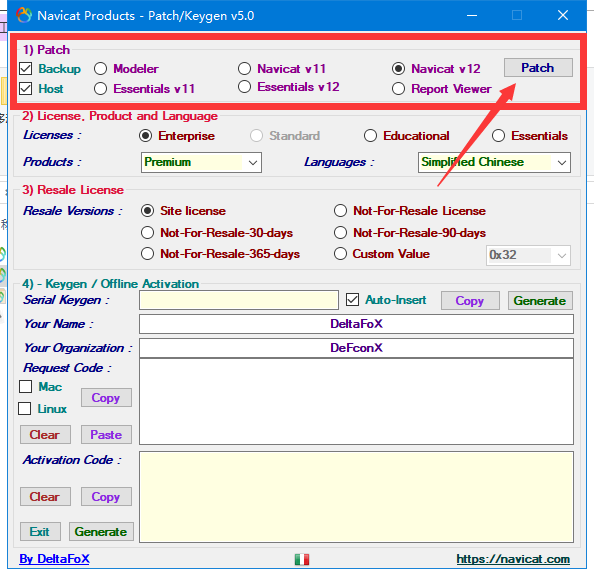 Navicat Products - Patch/Keygen v5.0
1) Patch
Backup Modeler Navicat v11 Navicat v12 Patch
Host Essentials v11 Essentials v12 Report Viewer
2) License, Product and Language
Licenses : Enterprise Standard Educational Essentials
Products : Premium Languages : Simplified Chinese
3) Resale License
Resale Versions : Site license Not-For-Resale License
Not-For-Resale-30-days Not-For-Resale-90-days
Not-For-Resale-365-days Custom Value 0x32
4) - Keygen / Offline Activation
Serial Keygen : Auto-Insert Copy Generate
Your Name : DeltaFoX
Your Organization : DeFconX
Request Code :
Mac
Copy
Linux
Clear Paste
Activation Code :
Clear Copy
Exit Generate
By DeltaFoX https://navicat.com